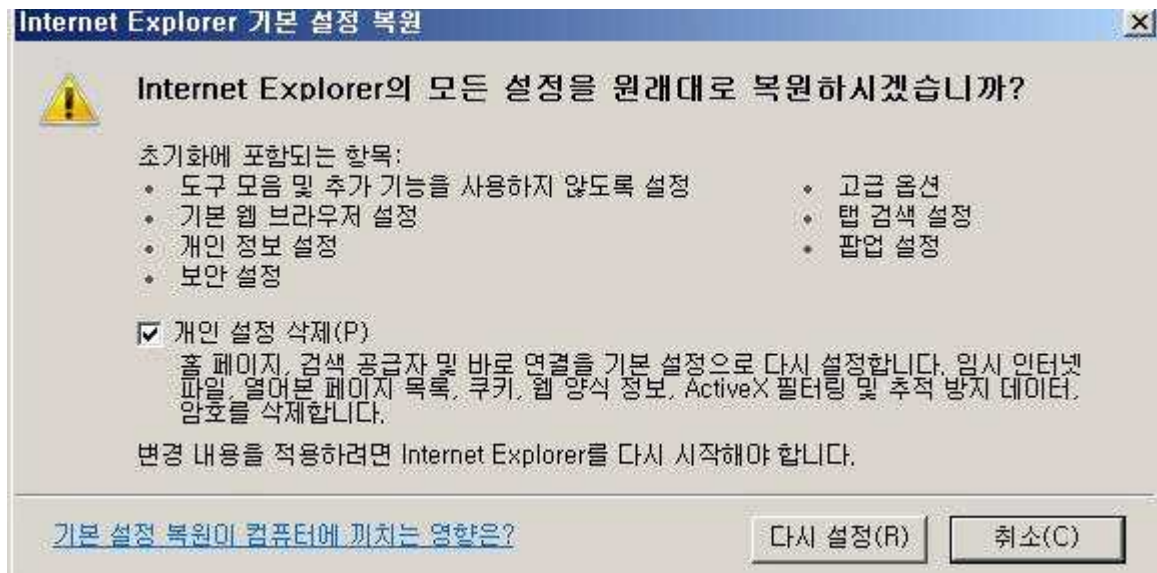 Internet Explorer 기본 설정 복원
Internet Explorer의 모든 설정을 원래대로 복원하시겠습니까?
초기화에 포함되는 항목:
• 도구 모음 및 추가 기능을 사용하지 않도록 설정
• 기본 웹 브라우저 설정
• 개인 정보 설정
• 보안 설정
• 고급 옵션
• 탭 검색 설정
• 팝업 설정
개인 설정 삭제(P)
홈 페이지, 검색 공급자 및 바로 연결을 기본 설정으로 다시 설정합니다. 임시 인터넷
파일, 열어본 페이지 목록, 쿠키, 웹 양식 정보, ActiveX 필터링 및 추적 방지 데이터,
암호를 삭제합니다.
변경 내용을 적용하려면 Internet Explorer를 다시 시작해야 합니다.
기본 설정 복원이 컴퓨터에 끼치는 영향은?
다시 설정(R)
취소(C)